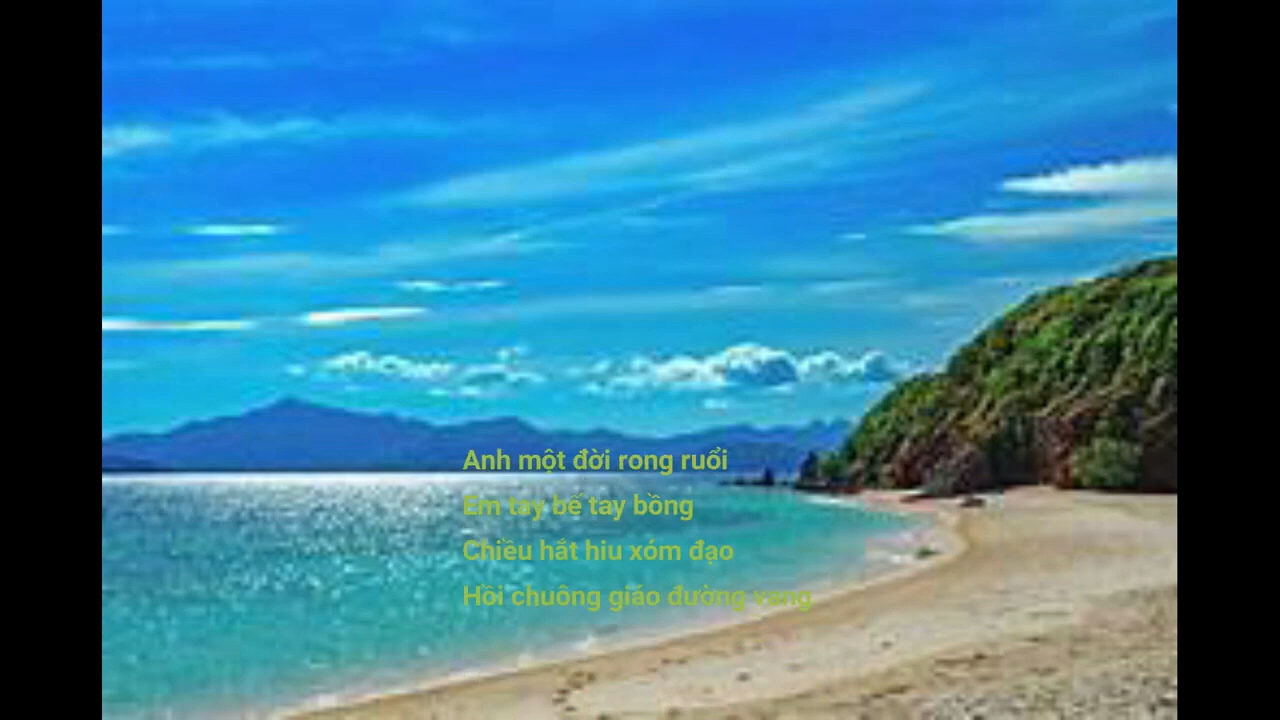 Anh một đời rong ruổi
Em tay bế tay bồng
Chiều hắt hiu xóm đạo
Hồi chuông giáo đường vang